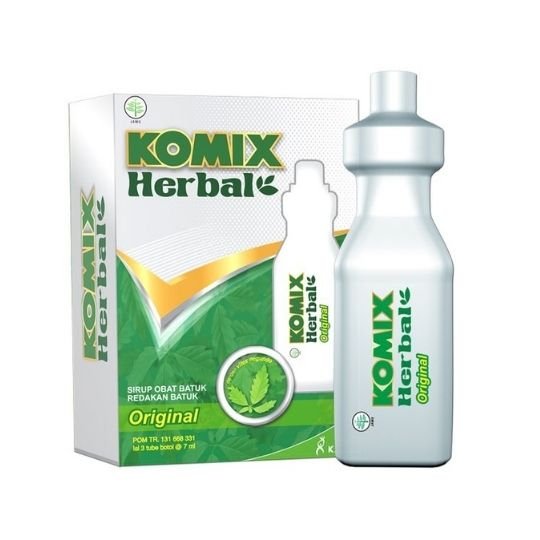 JAMU
KOMIX
Herbal
KOMIX
Herbal
Original
SIRUP OBAT BATUK
REDAKAN BATUK
Original
POM TR. 131 668 331
Isi 3 tube botol @ 7 ml
K
KOMIX
Herbal
KOMIX
Herbal
Original